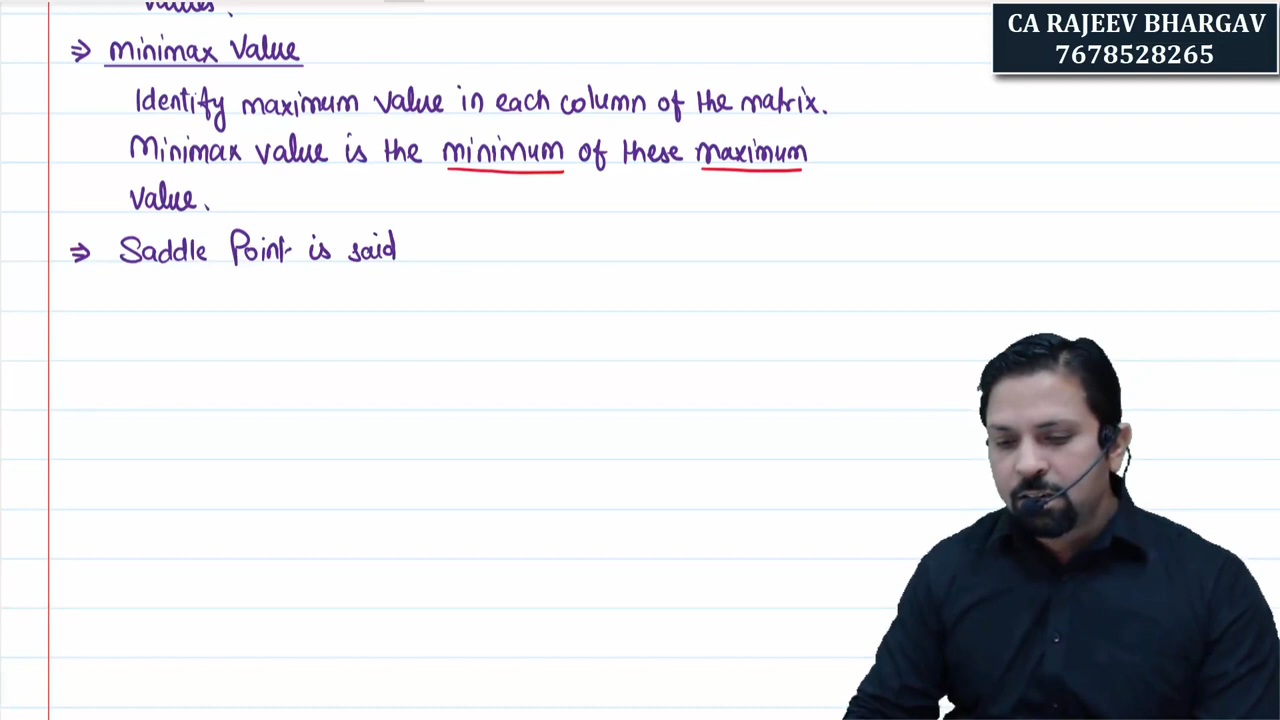 values.
⇒ Minimax Value
Identify maximum value in each column of the matrix.
Minimax value is the minimum of these maximum
value.
⇒ Saddle Point is said
CA RAJEEV BHARGAV
7678528265